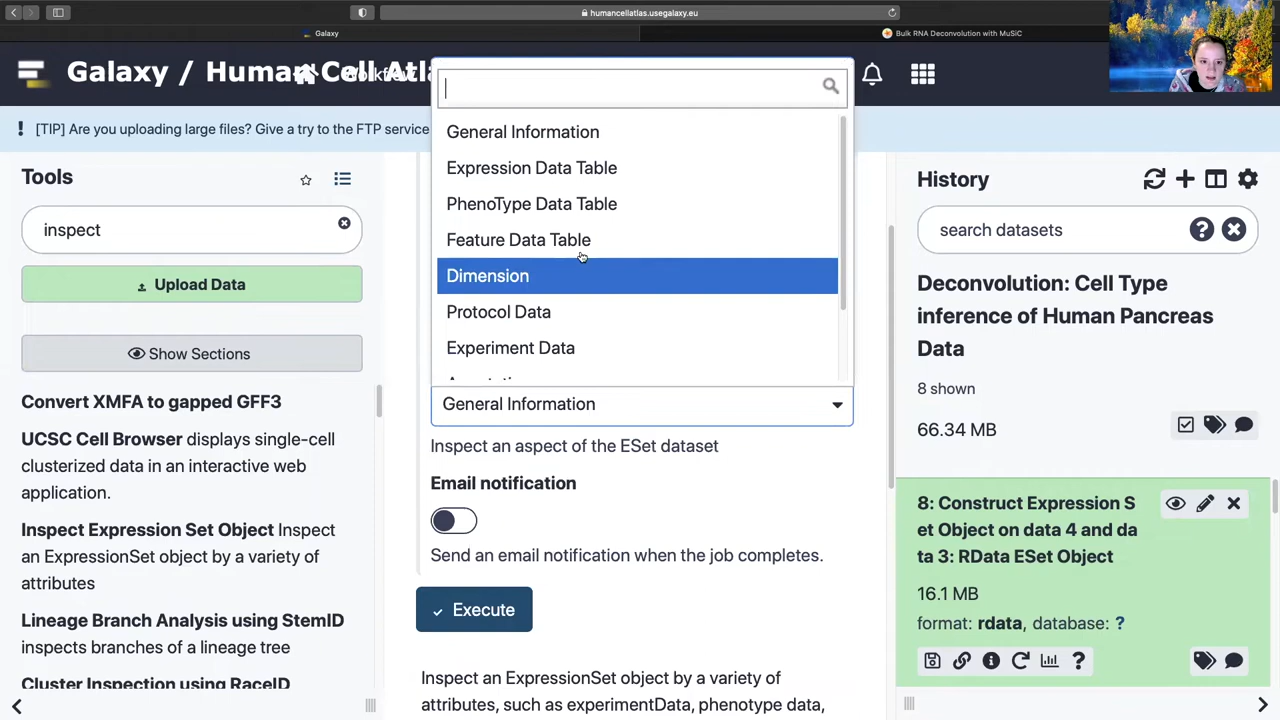 humancellatlas.usegalaxy.eu
Galaxy
Bulk RNA Deconvolution with MuSiC
Galaxy / Human Cell Atla
[TIP] Are you uploading large files? Give a try to the FTP service
Tools
inspect
Upload Data
Show Sections
Convert XMFA to gapped GFF3
UCSC Cell Browser displays single-cell
clusterized data in an interactive web
application.
Inspect Expression Set Object Inspect
an ExpressionSet object by a variety of
attributes
Lineage Branch Analysis using StemID
inspects branches of a lineage tree
Cluster Inspection using RaceID
General Information
Expression Data Table
PhenoType Data Table
Feature Data Table
Dimension
Protocol Data
Experiment Data
General Information
Inspect an aspect of the ESet dataset
Email notification
Send an email notification when the job completes.
Execute
Inspect an ExpressionSet object by a variety of
attributes, such as experimentData, phenotype data,
History
search datasets
Deconvolution: Cell Type
inference of Human Pancreas
Data
8 shown
66.34 MB
8: Construct Expression S
et Object on data 4 and da
ta 3: RData ESet Object
16.1 MB
format: rdata, database: ?